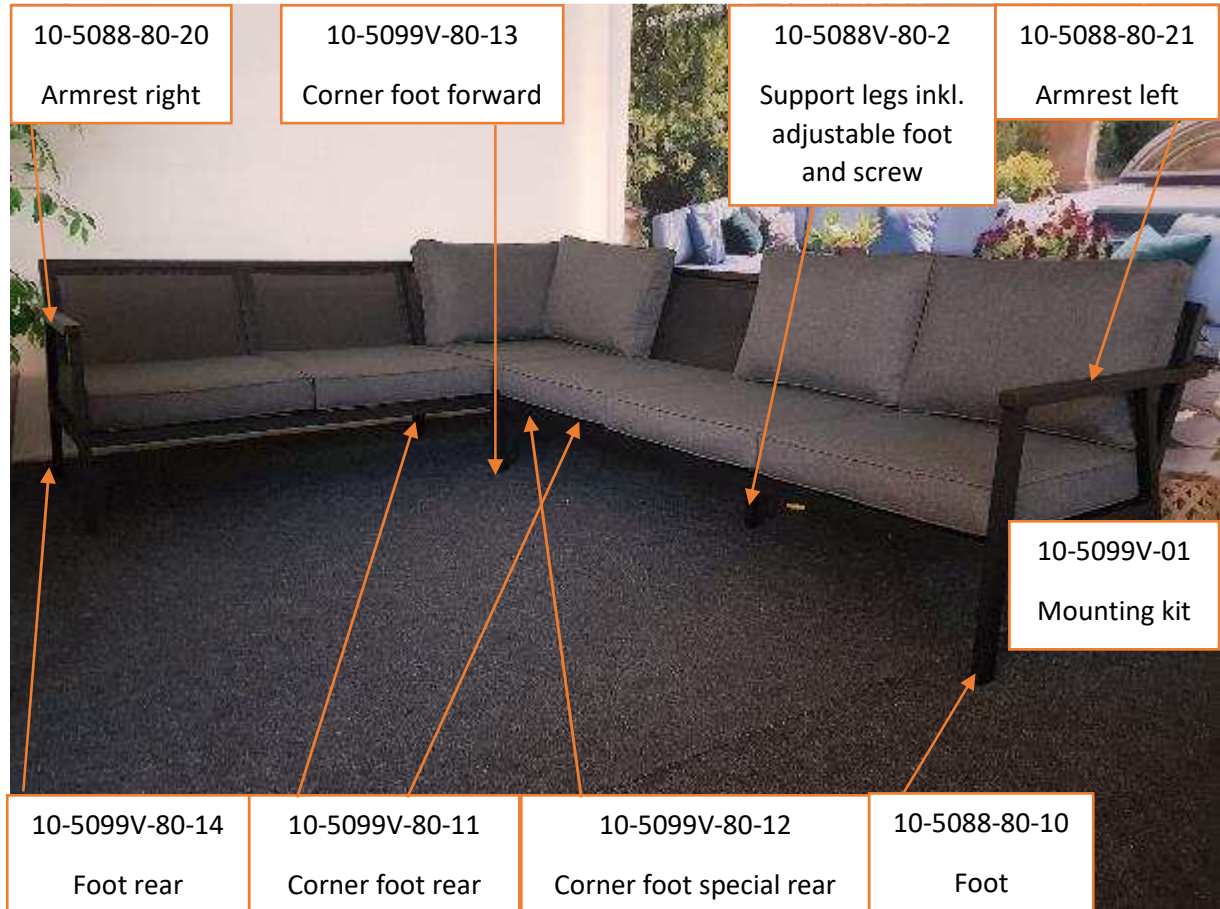 10-5088-80-20
Armrest right
10-5099V-80-13
Corner foot forward
10-5088V-80-2
Support legs inkl.
adjustable foot
and screw
10-5088-80-21
Armrest left
10-5099V-01
Mounting kit
10-5099V-80-14
Foot rear
10-5099V-80-11
Corner foot rear
10-5099V-80-12
Corner foot special rear
10-5088-80-10
Foot